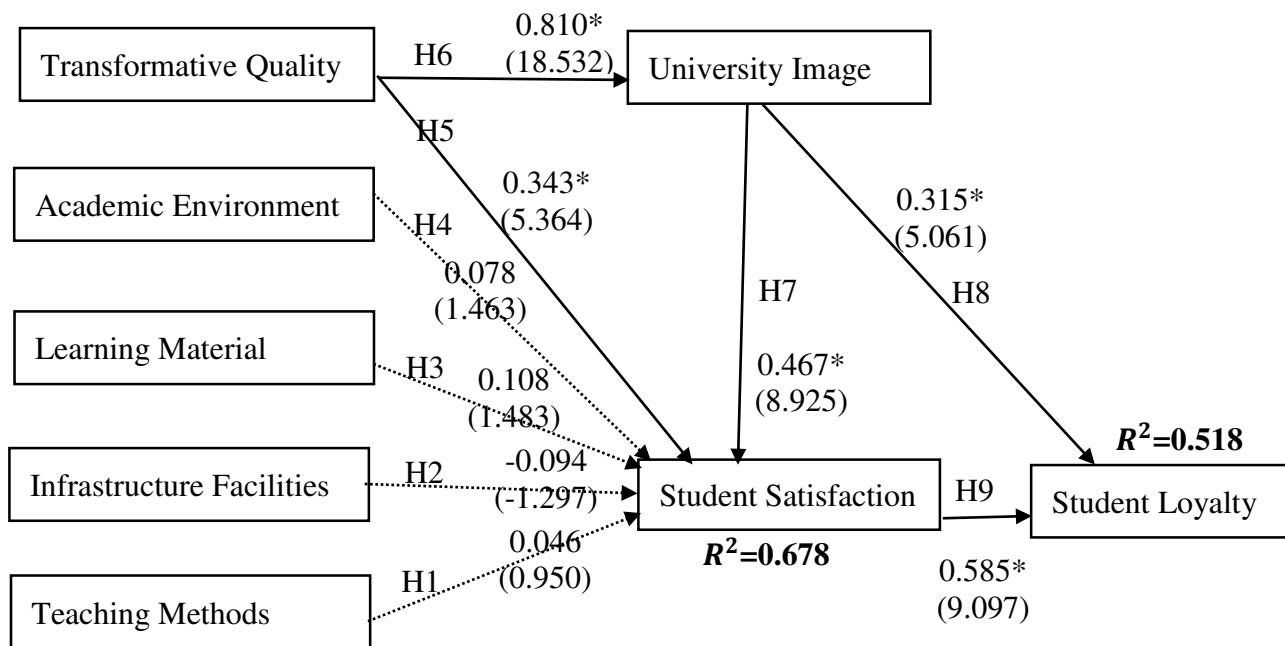 0.810*
Transformative Quality
H6
(18.532)
University Image
H5
Academic Environment
0.343*
(5.364)
0.315*
(5.061)
H4
0.078
(1.463)
H7
H8
Learning Material
H3
0.108
(1.483)
0.467*
(8.925)
R²=0.518
Infrastructure Facilities
H2
-0.094
(-1.297)
Student Satisfaction
H9
Student Loyalty
R²=0.678
Teaching Methods
H1
0.046
(0.950)
0.585*
(9.097)